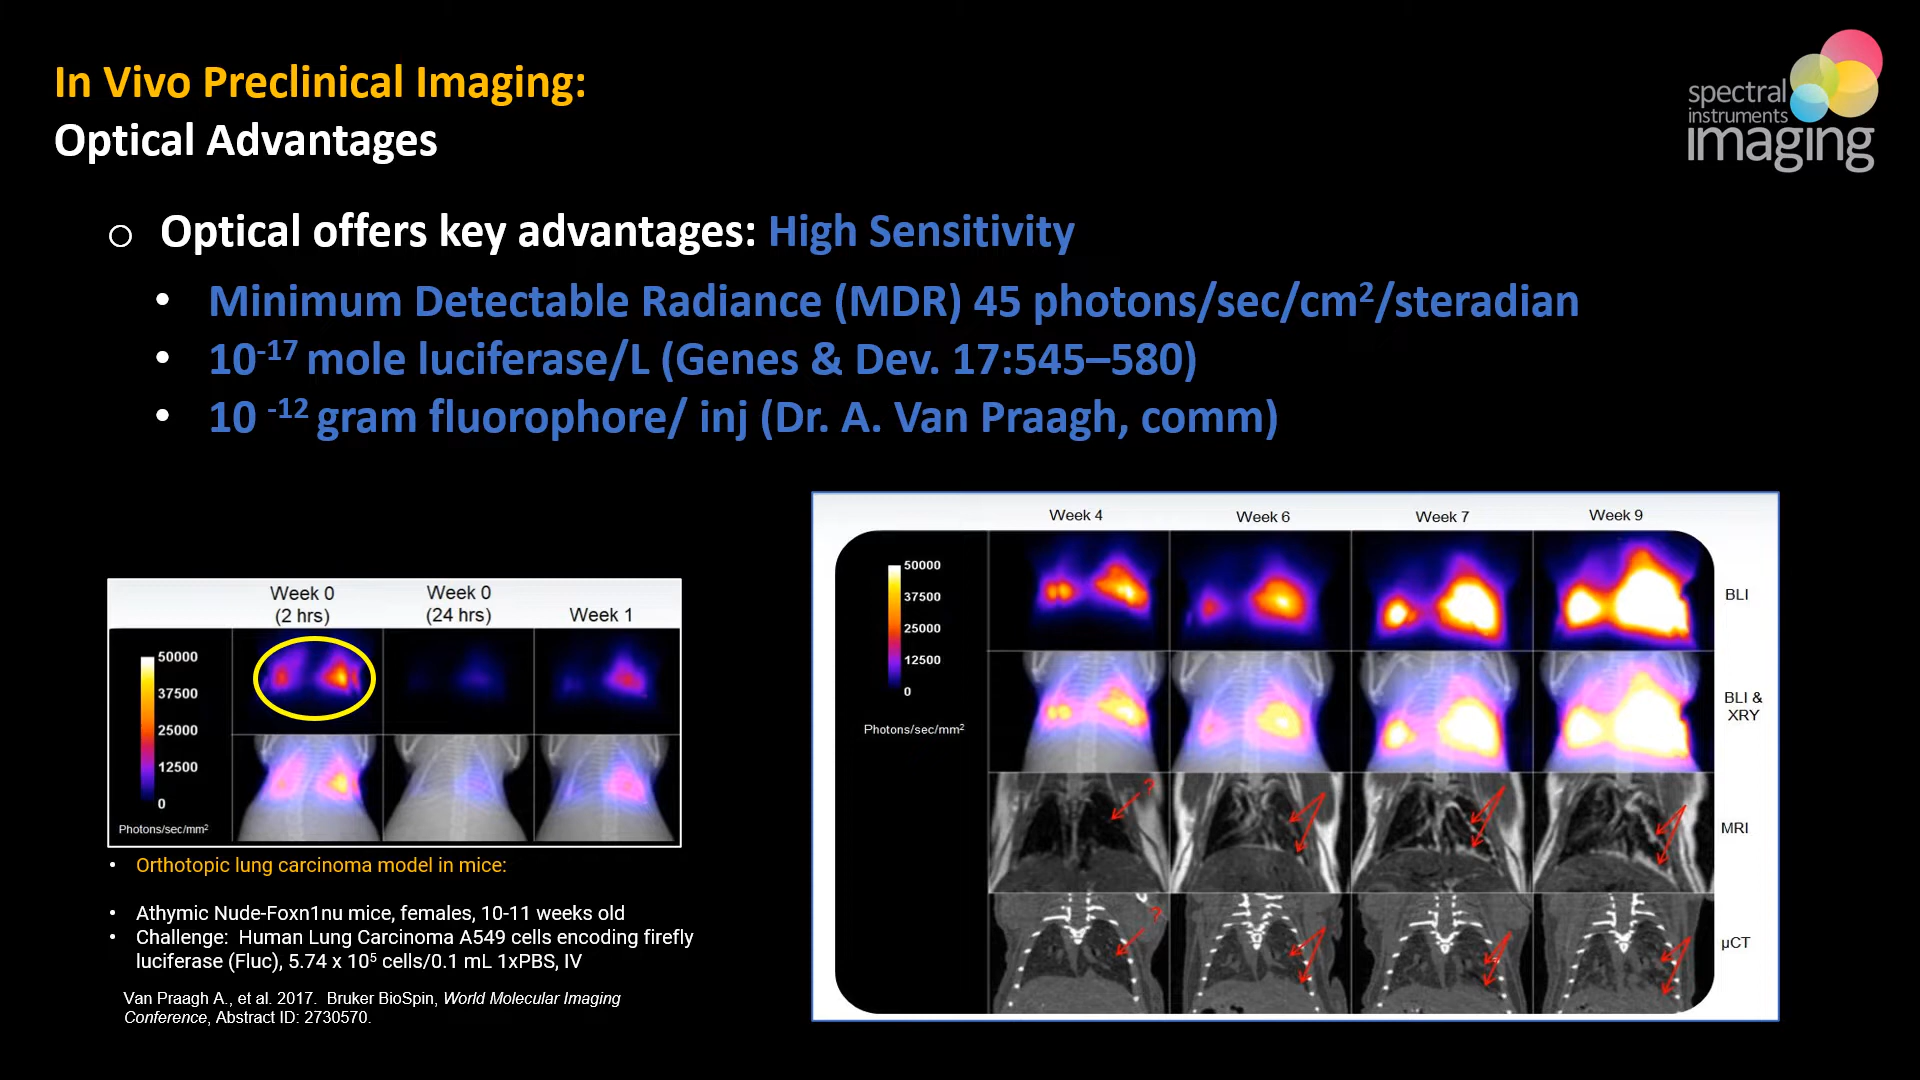 In Vivo Preclinical Imaging:
Optical Advantages
spectral
instruments
imaging
o Optical offers key advantages: High Sensitivity
• Minimum Detectable Radiance (MDR) 45 photons/sec/cm²/steradian
• 10⁻¹⁷ mole luciferase/L (Genes & Dev. 17:545–580)
• 10 ⁻¹² gram fluorophore/ inj (Dr. A. Van Praagh, comm)
Week 0 Week 0
(2 hrs) (24 hrs) Week 1
50000
37500
25000
12500
0
Photons/sec/mm²
• Orthotopic lung carcinoma model in mice:
• Athymic Nude-Foxn1nu mice, females, 10-11 weeks old
• Challenge: Human Lung Carcinoma A549 cells encoding firefly
luciferase (Fluc), 5.74 x 10⁵ cells/0.1 mL 1xPBS, IV
Van Praagh A., et al. 2017. Bruker BioSpin, World Molecular Imaging
Conference, Abstract ID: 2730570.
Week 4 Week 6 Week 7 Week 9
50000
37500
25000
12500
0
Photons/sec/mm²
BLI
BLI &
XRY
?
MRI
?
µCT